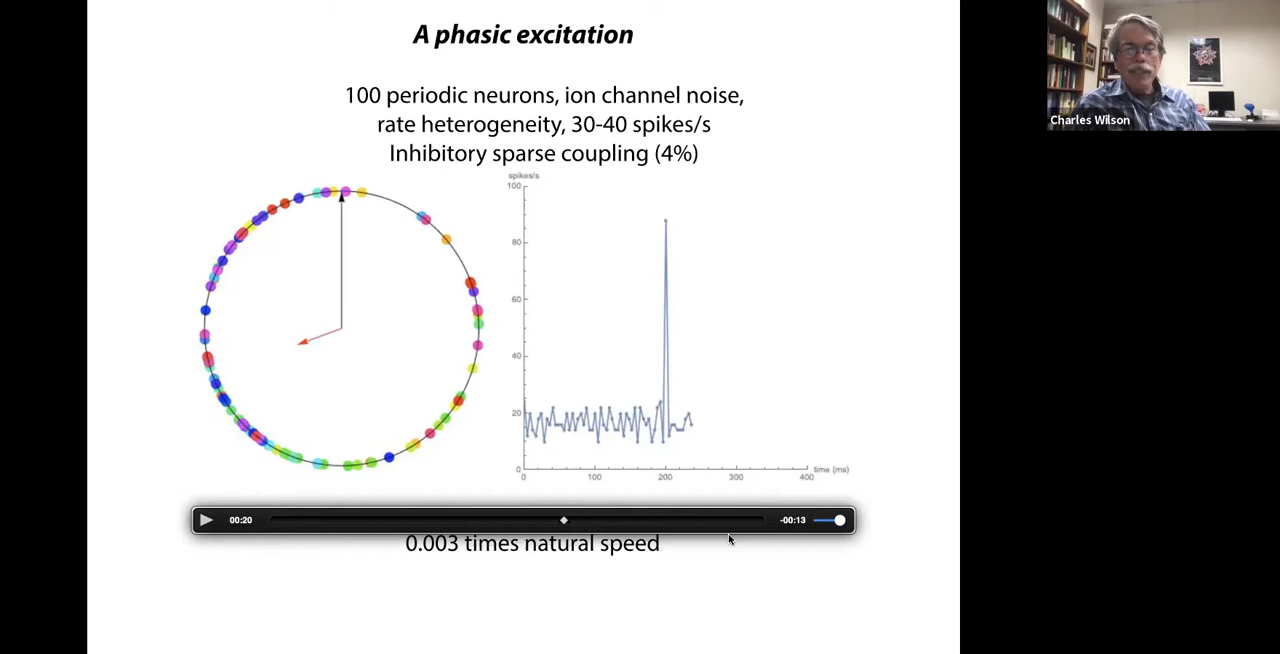 A phasic excitation
100 periodic neurons, ion channel noise,
rate heterogeneity, 30-40 spikes/s
Inhibitory sparse coupling (4%)
Charles Wilson
spikes/s
100
80
60
40
20
0
0 100 200 300 400 time (ms)
00:20 -00:13
0.003 times natural speed